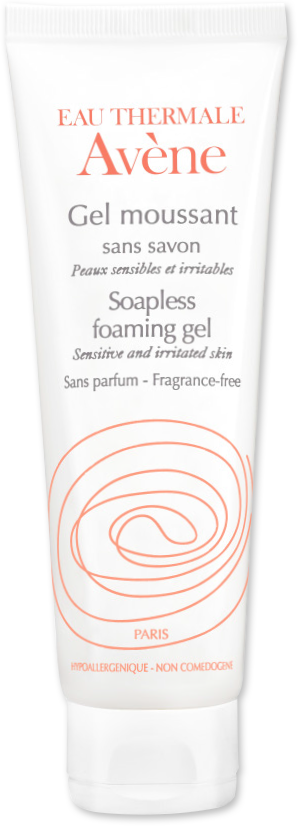 EAU THERMALE
Avène
Gel moussant
sans savon
Peaux sensibles et irritables
Soapless
foaming gel
Sensitive and irritated skin
Sans parfum - Fragrance-free
PARIS
HYPOALLERGENIQUE - NON COMEDOGENE